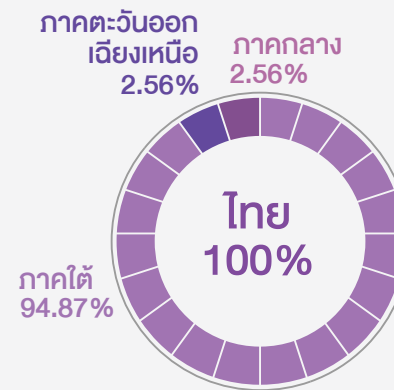 ภาคตะวันออก
เฉียงเหนือ
2.56%
ภาคกลาง
2.56%
ไทย
100%
ภาคใต้
94.87%